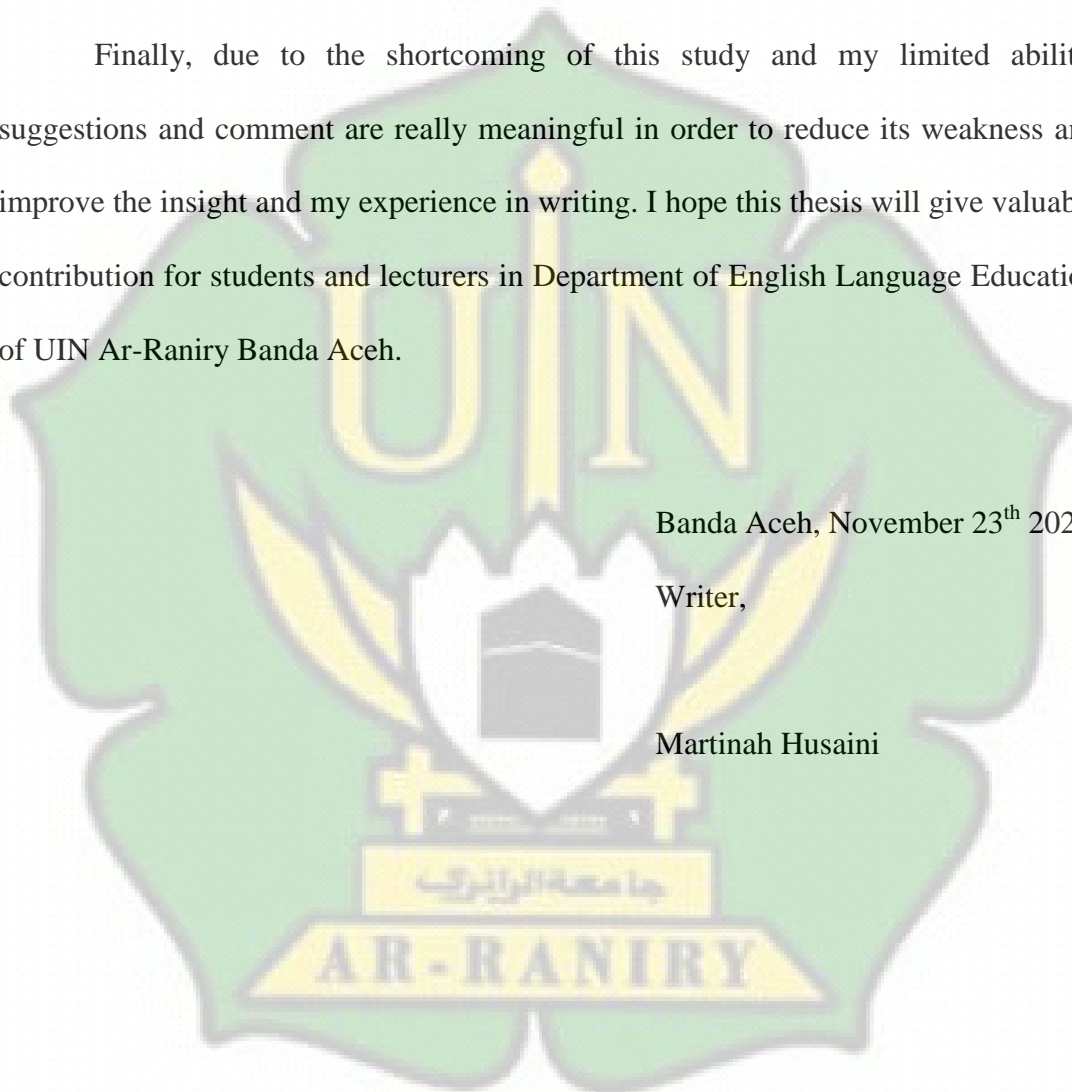 Finally, due to the shortcoming of this study and my limited abilit
suggestions and comment are really meaningful in order to reduce its weakness a
improve the insight and my experience in writing. I hope this thesis will give valuab
contribution for students and lecturers in Department of English Language Educatio
of UIN Ar-Raniry Banda Aceh.
UIN
Banda Aceh, November 23th 202
Writer,
Martinah Husaini
جامعة الرانري
AR-RANIRY